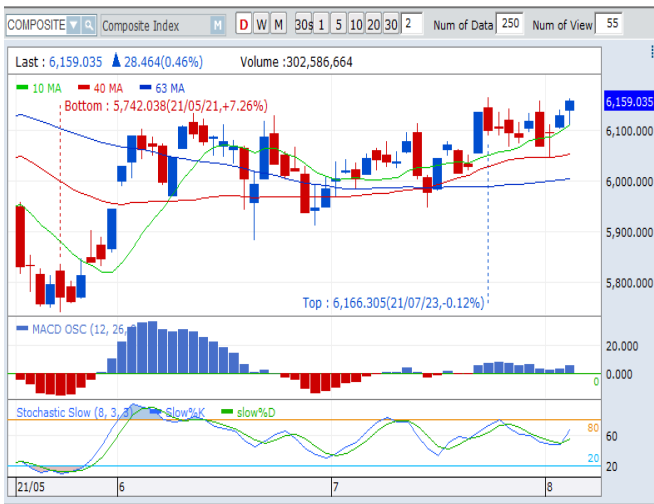 COMPOSITE Composite Index M D W M 30s 1 5 10 20 30 2 Num of Data 250 Num of View 55
Last : 6,159.035 ▲ 28.464(0.46%) Volume :302,586,664
10 MA 40 MA 63 MA
Bottom : 5,742.038(21/05/21,+7.26%)
6,159.035
6,100.000
6,000.000
5,900.000
5,800.000
Top : 6,166.305(21/07/23,-0.12%)
MACD OSC (12, 26,
20.000
0.000
0
Stochastic Slow (8, 3, 3) Slow%K slow%D
80
60
20
20
21/05 6 7 8